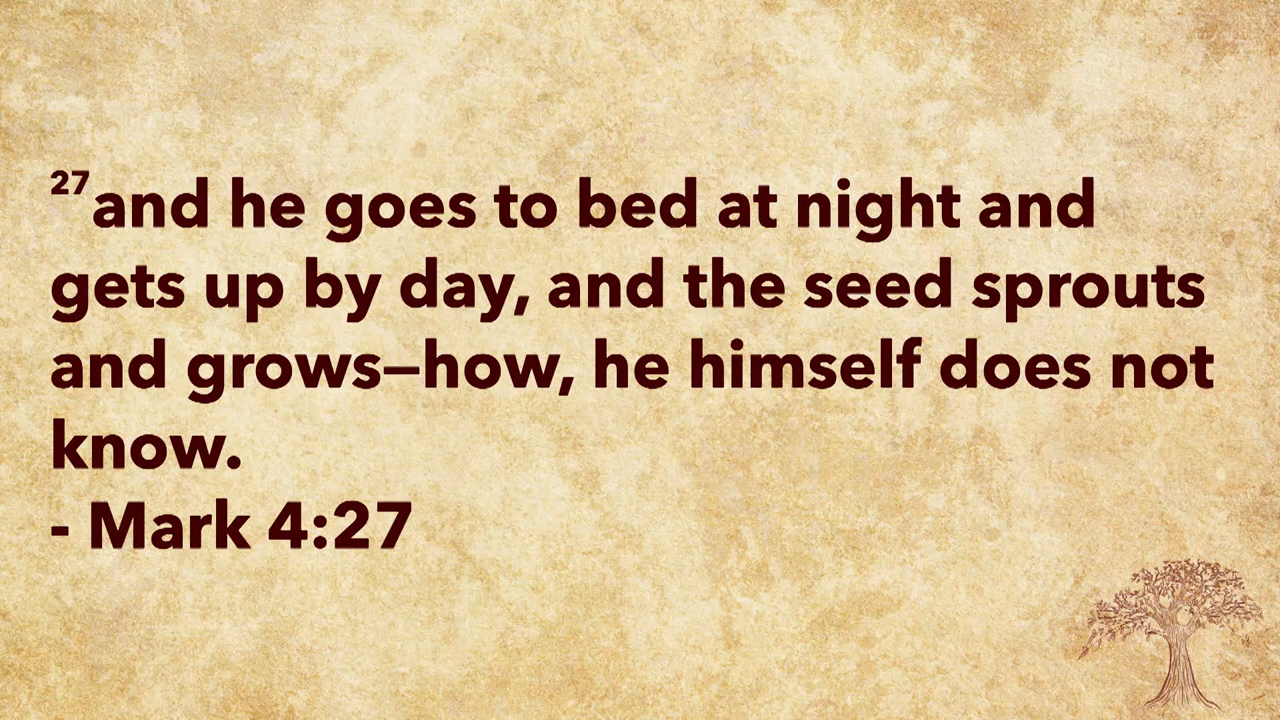 27and he goes to bed at night and
gets up by day, and the seed sprouts
and grows—how, he himself does not
know.
- Mark 4:27